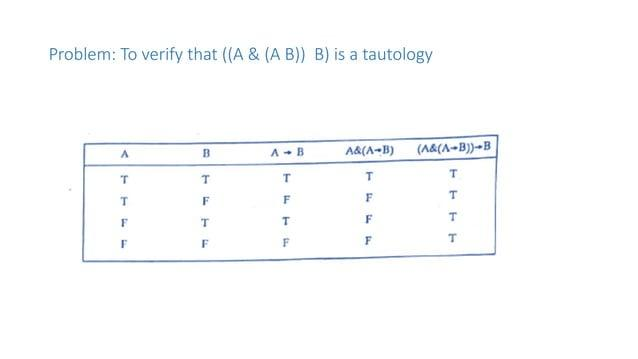 Problem: To verify that ((A & (A B))  B) is a tautology
A B A → B A&(A→B) (A&(A→B))→B
T T T T T
T F F F T
F T T F T
F F F F T